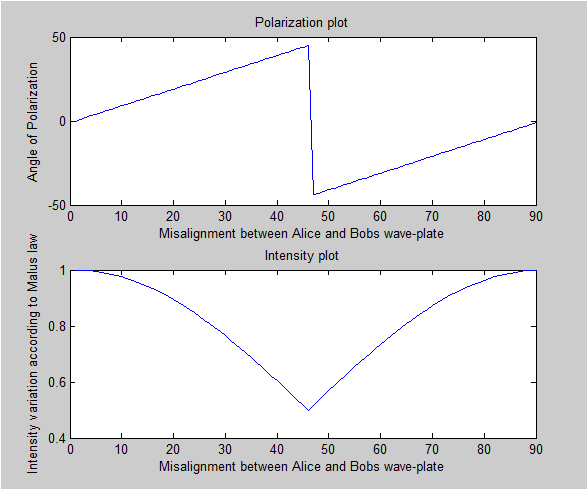 Polarization plot
Angle of Polarization
50
0
-50
0 10 20 30 40 50 60 70 80 90
Misalignment between Alice and Bobs wave-plate
Intensity plot
Intensity variation according to Malus law
1
0.8
0.6
0.4
0 10 20 30 40 50 60 70 80 90
Misalignment between Alice and Bobs wave-plate